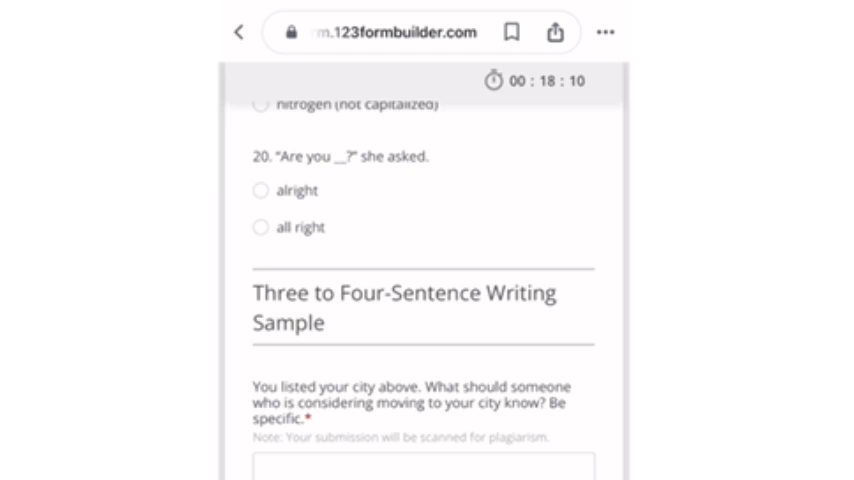 m.123formbuilder.com
00 : 18 : 10
nitrogen (not capitalized)
20. “Are you __?” she asked.
alright
all right
Three to Four-Sentence Writing
Sample
You listed your city above. What should someone
who is considering moving to your city know? Be
specific.*
Note: Your submission will be scanned for plagiarism.